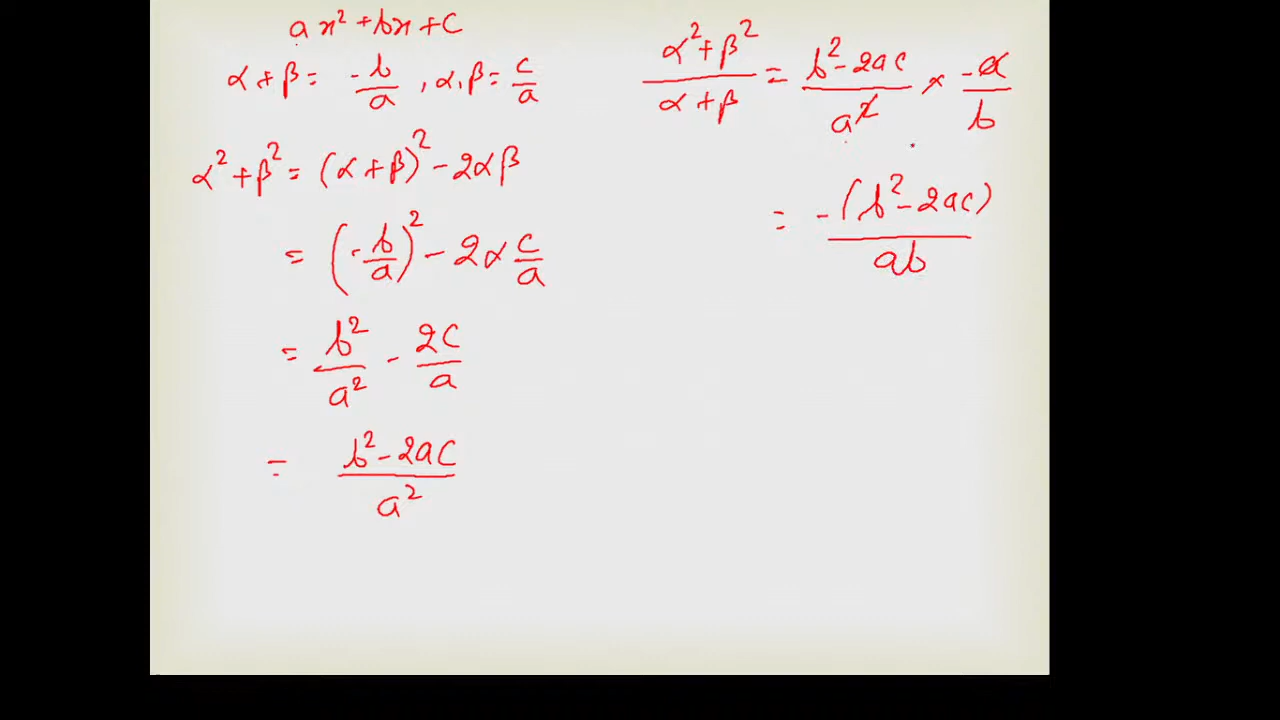 ax² + bx + c
α + β = -b/a , α.β = c/a
α² + β² = (α + β)² - 2αβ
= (-b/a)² - 2 × c/a
= b²/a² - 2c/a
= (b² - 2ac)/a²
(α² + β²)/(α + β) = (b² - 2ac)/a² × -a/b
= -(b² - 2ac)/ab